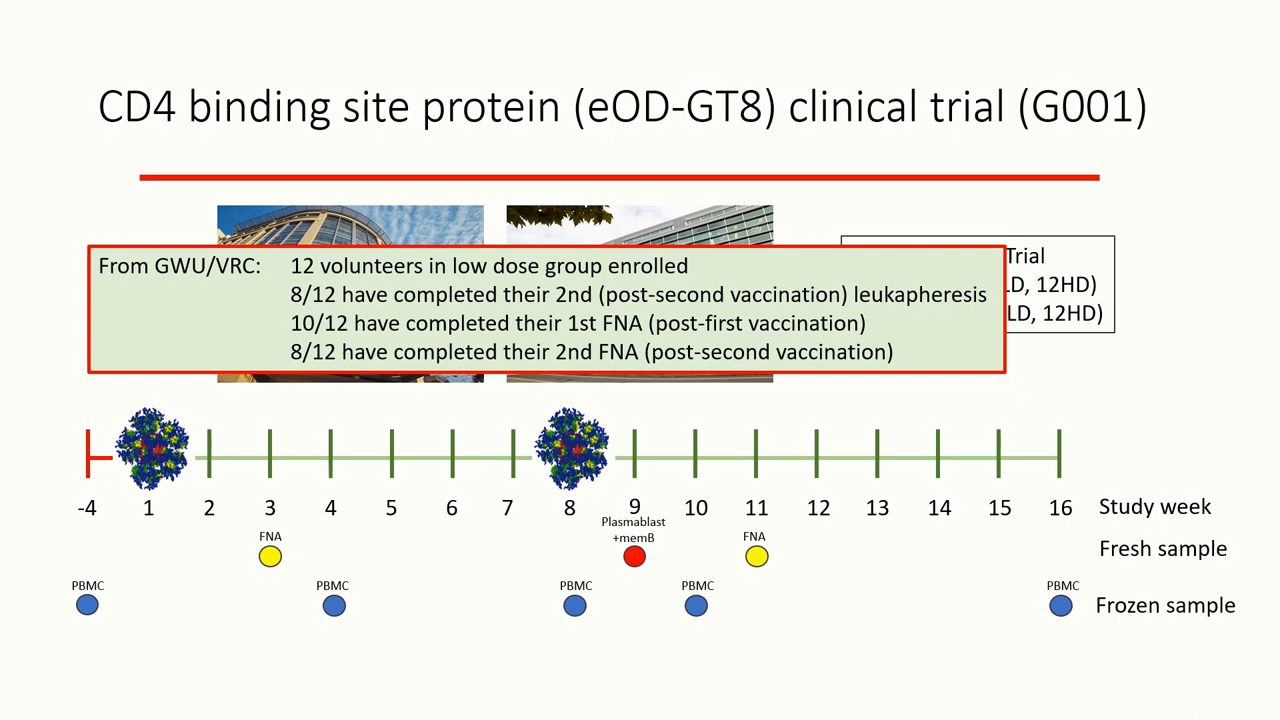 CD4 binding site protein (eOD-GT8) clinical trial (G001)
From GWU/VRC: 12 volunteers in low dose group enrolled
8/12 have completed their 2nd (post-second vaccination) leukapheresis
10/12 have completed their 1st FNA (post-first vaccination)
8/12 have completed their 2nd FNA (post-second vaccination)
Trial
LD, 12HD)
LD, 12HD)
-4 1 2 3 4 5 6 7 8 9 10 11 12 13 14 15 16 Study week
Plasmablast
FNA +memB FNA
Fresh sample
PBMC PBMC PBMC PBMC PBMC
Frozen sample